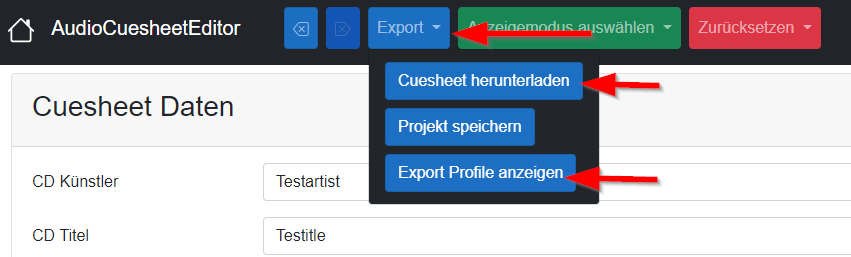 AudioCuesheetEditor
Export
Anzeigemodus auswählen
Zurücksetzen
Cuesheet herunterladen
Projekt speichern
Export Profile anzeigen
Cuesheet Daten
CD Künstler
Testartist
CD Titel
Testitle